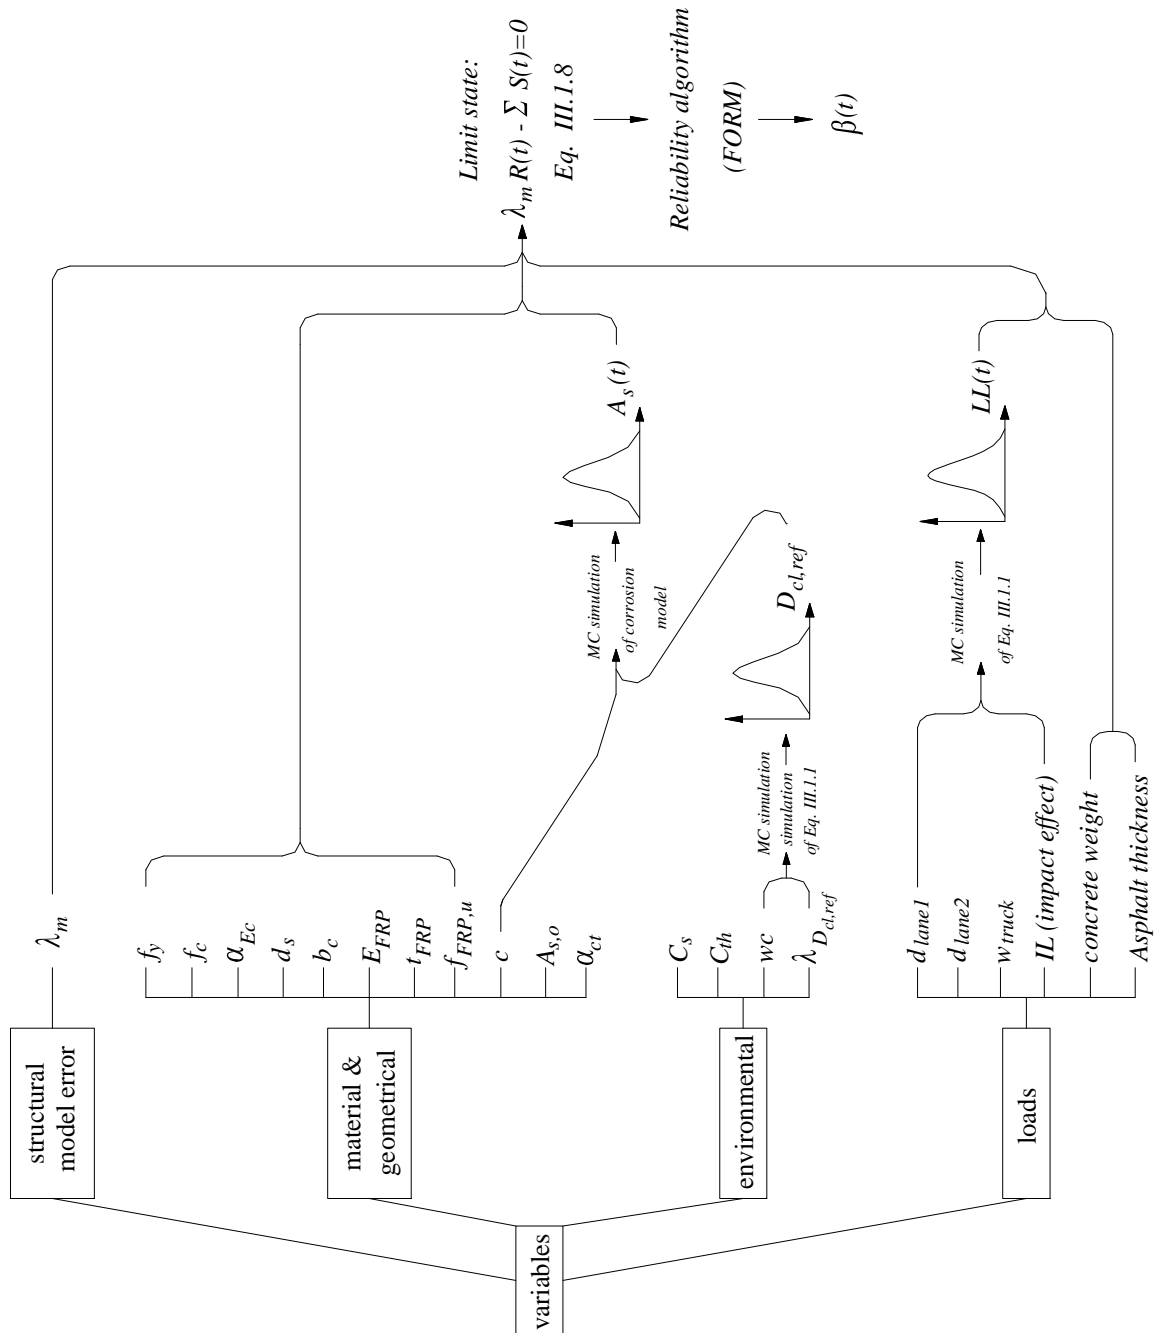 variables
structural
model error
material &
geometrical
environmental
loads
λm
fy
fc
αEc
ds
bc
EFRP
tFRP
fFRP,u
c
As,o
αct
Cs
Cth
wc
λDcl,ref
dlane1
dlane2
wtruck
IL (impact effect)
concrete weight
Asphalt thickness
MC simulation
simulation
of Eq. III.1.1
Dcl,ref
MC simulation
of corrosion
model
As(t)
MC simulation
of Eq. III.1.1
LL(t)
Limit state:
λm R(t) - Σ S(t)=0
Eq. III.1.8
Reliability algorithm
(FORM)
β(t)